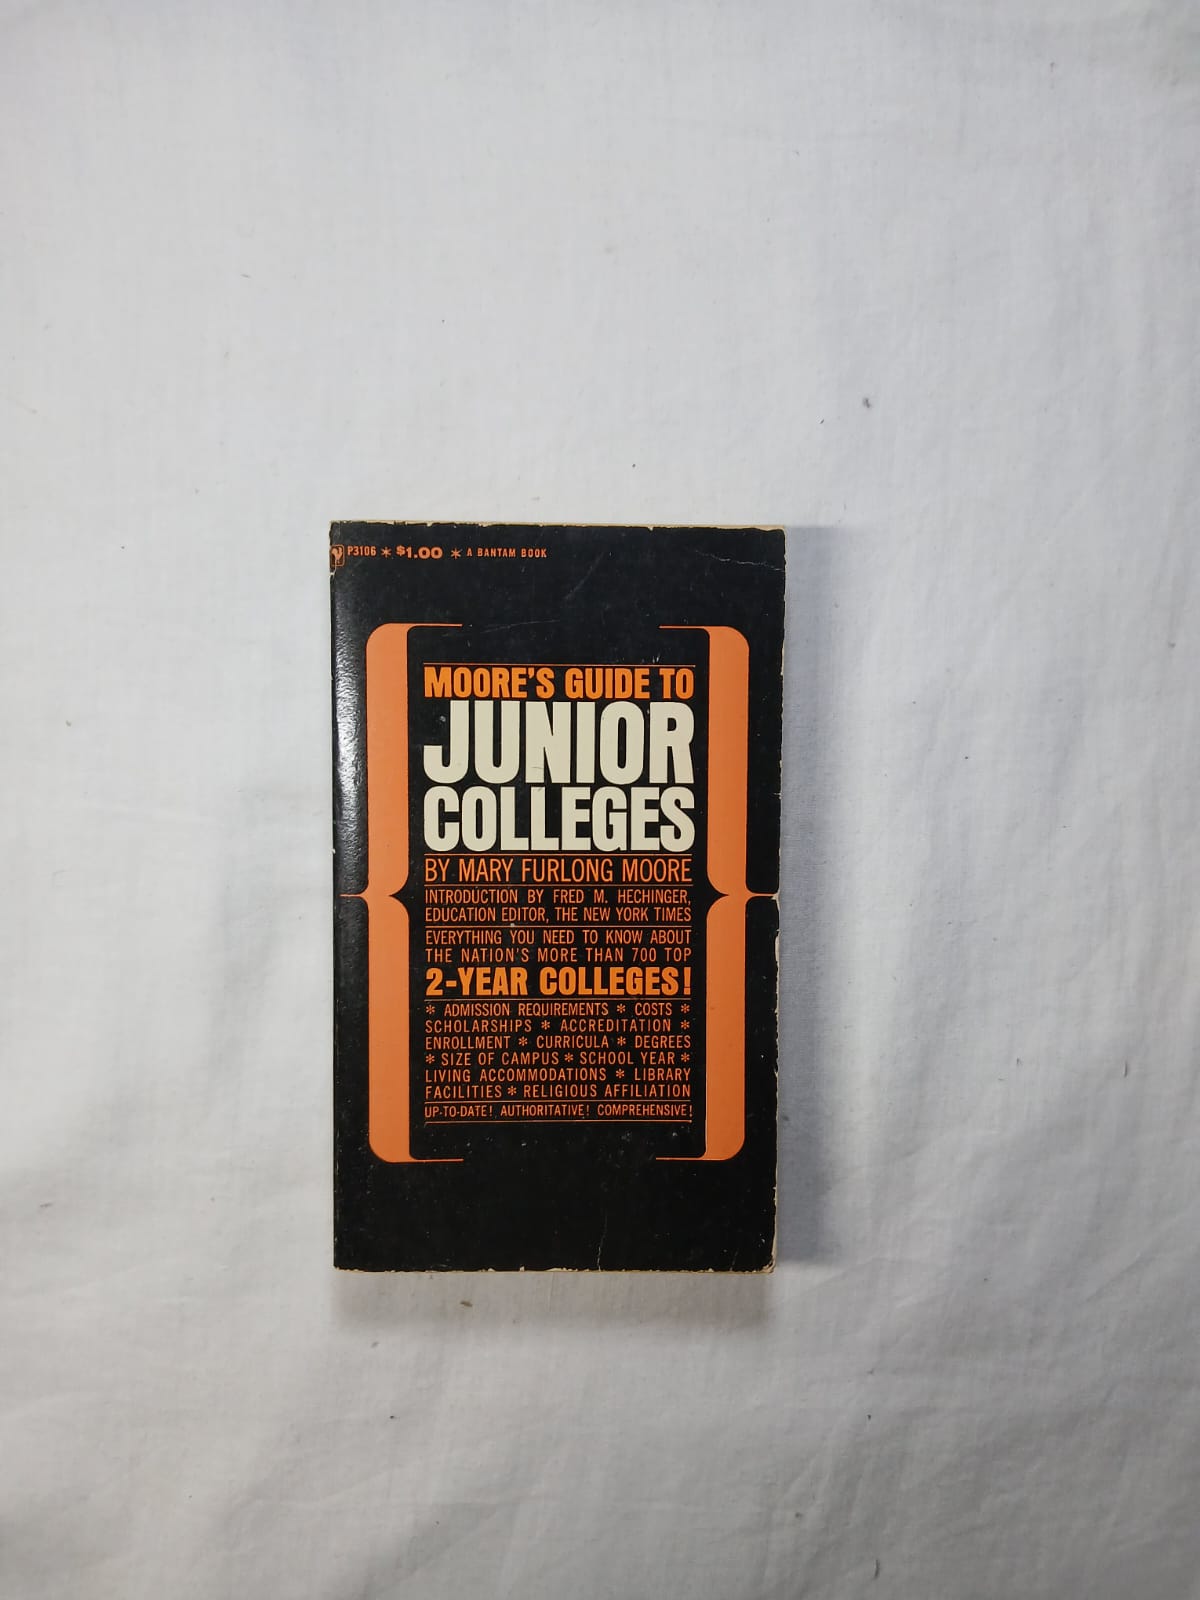 P3106 * $1.00 * A BANTAM BOOK
MOORE'S GUIDE TO
JUNIOR
COLLEGES
BY MARY FURLONG MOORE
INTRODUCTION BY FRED M. HECHINGER,
EDUCATION EDITOR, THE NEW YORK TIMES
EVERYTHING YOU NEED TO KNOW ABOUT
THE NATION'S MORE THAN 700 TOP
2-YEAR COLLEGES!
* ADMISSION REQUIREMENTS * COSTS *
SCHOLARSHIPS * ACCREDITATION *
ENROLLMENT * CURRICULA * DEGREES
* SIZE OF CAMPUS * SCHOOL YEAR *
LIVING ACCOMMODATIONS * LIBRARY
FACILITIES * RELIGIOUS AFFILIATION
UP-TO-DATE! AUTHORITATIVE! COMPREHENSIVE!